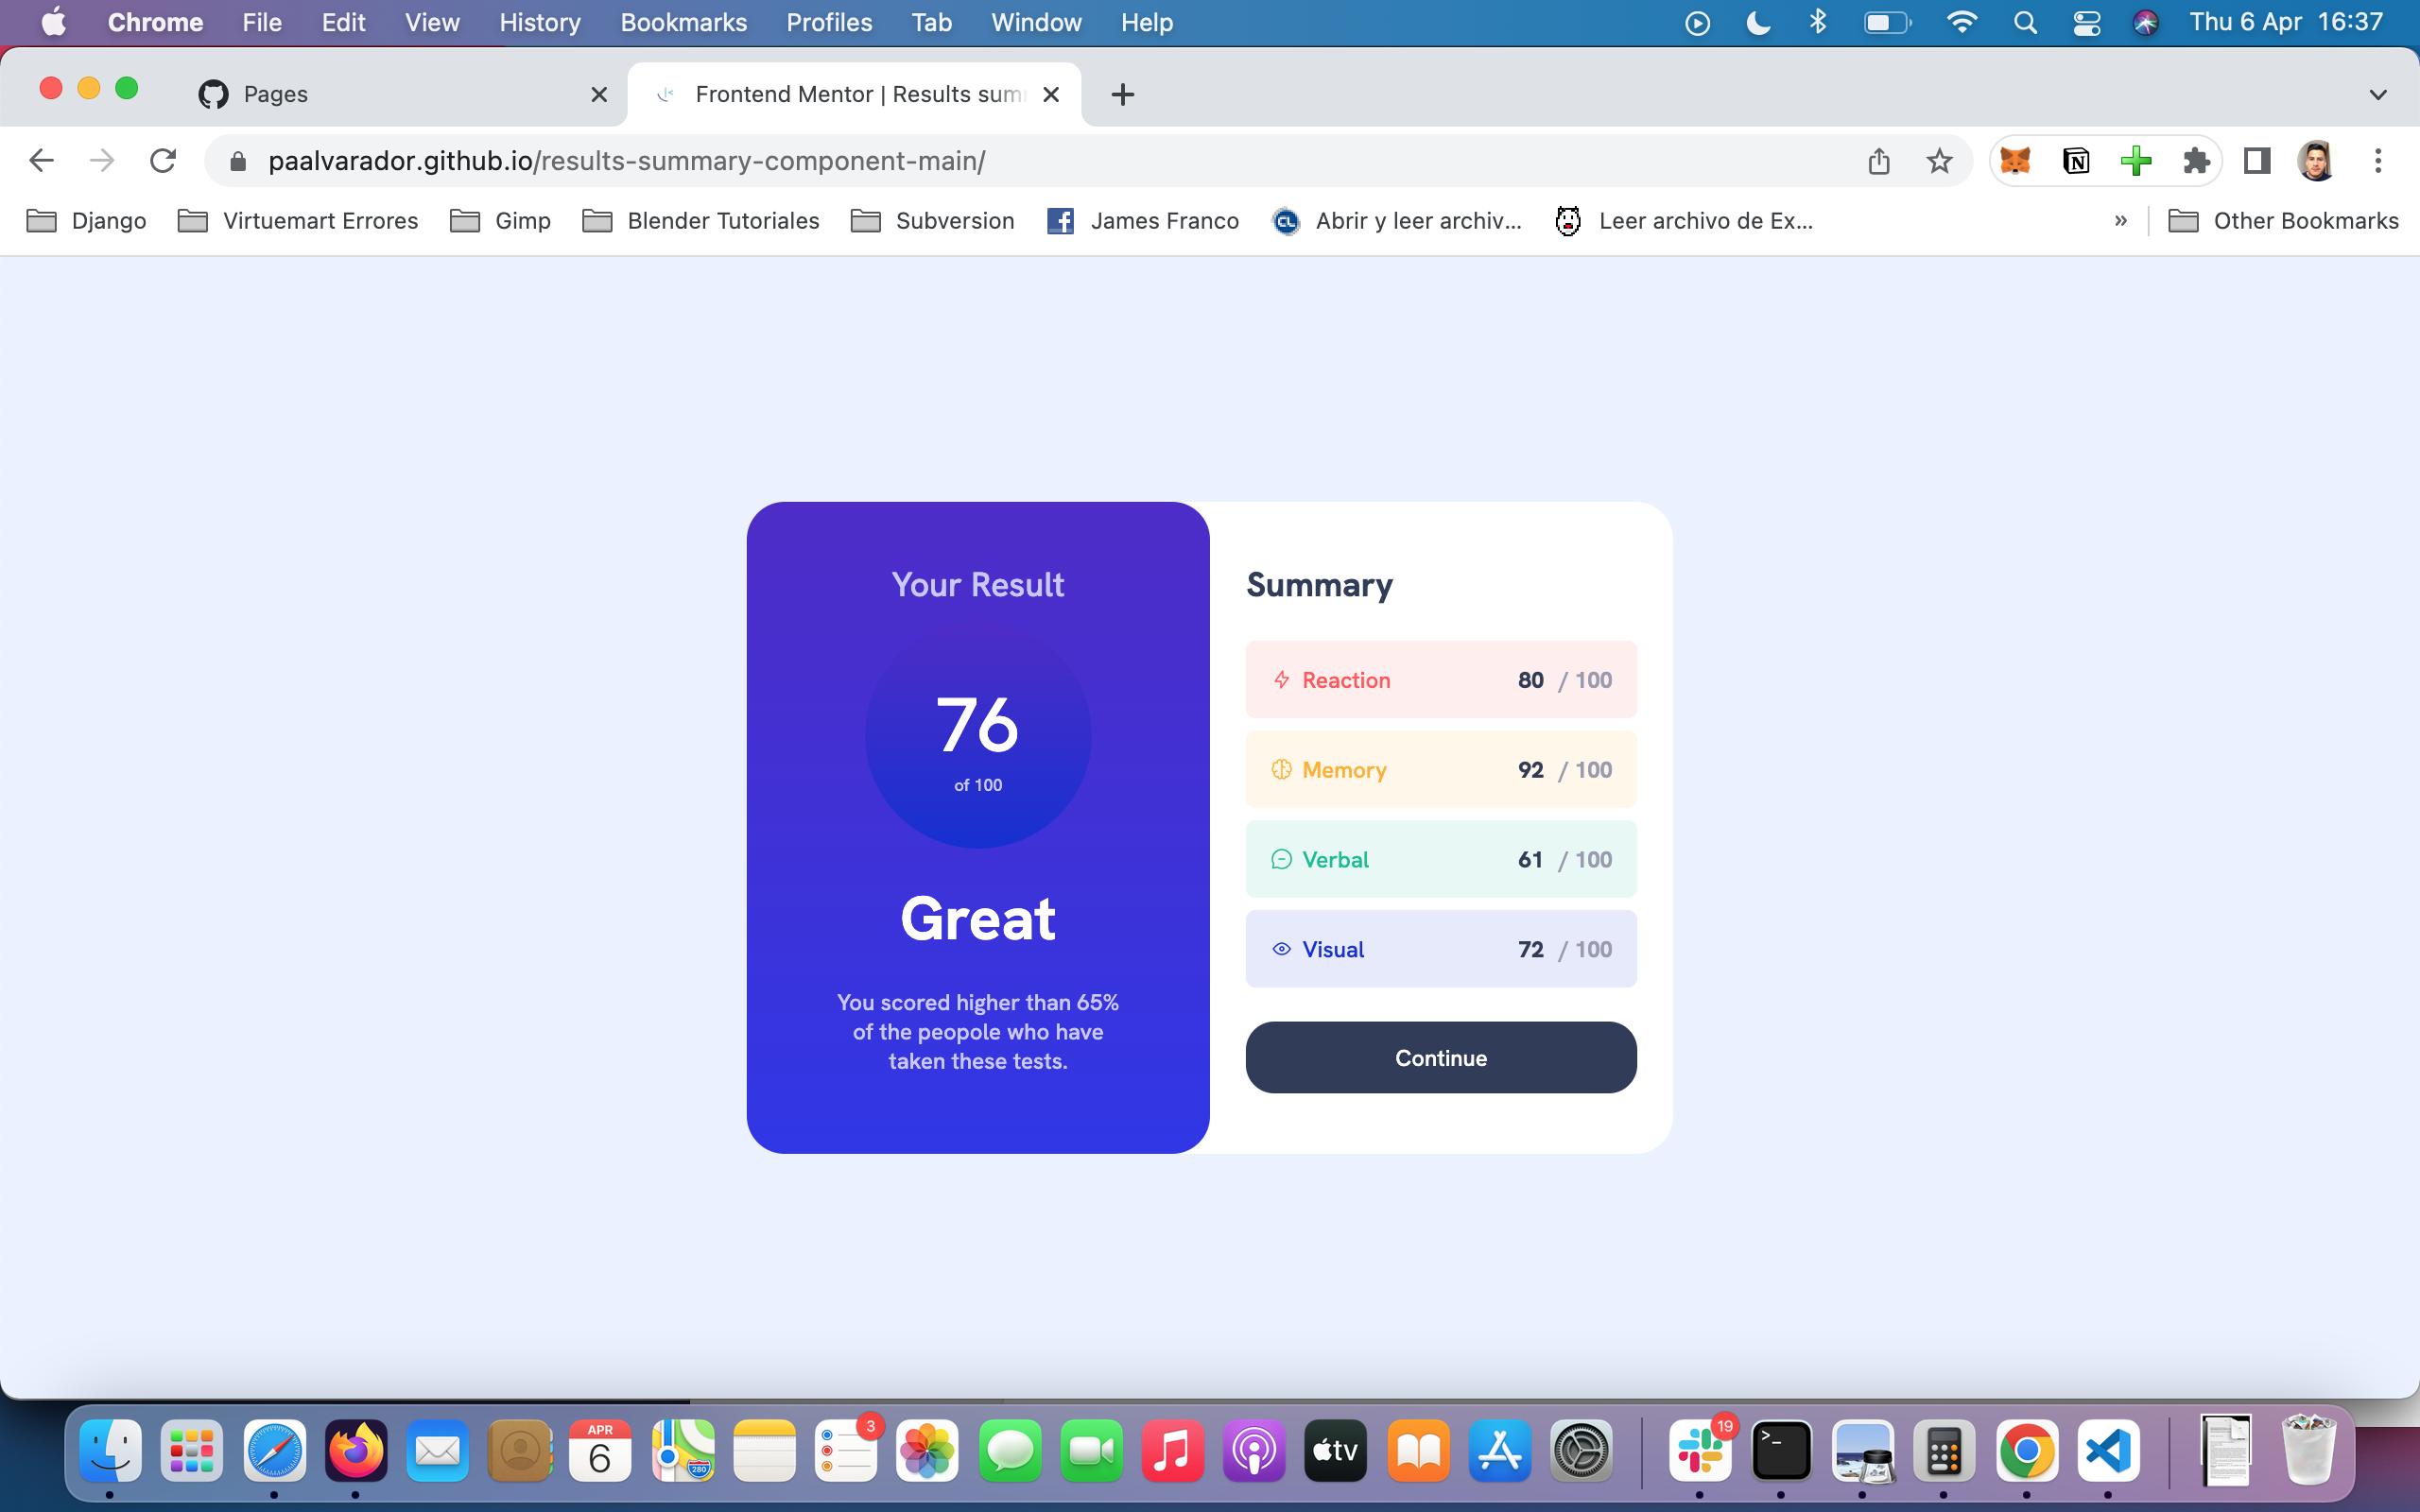 Chrome File Edit View History Bookmarks Profiles Tab Window Help Thu 6 Apr 16:37
Pages Frontend Mentor | Results sum
paalvarador.github.io/results-summary-component-main/
Django Virtuemart Errores Gimp Blender Tutoriales Subversion James Franco CL Abrir y leer archiv... Leer archivo de Ex... » Other Bookmarks
Your Result
76
of 100
Great
You scored higher than 65%
of the peopole who have
taken these tests.
Summary
Reaction 80 / 100
Memory 92 / 100
Verbal 61 / 100
Visual 72 / 100
Continue
APR
6
280
3
tv
19
>_